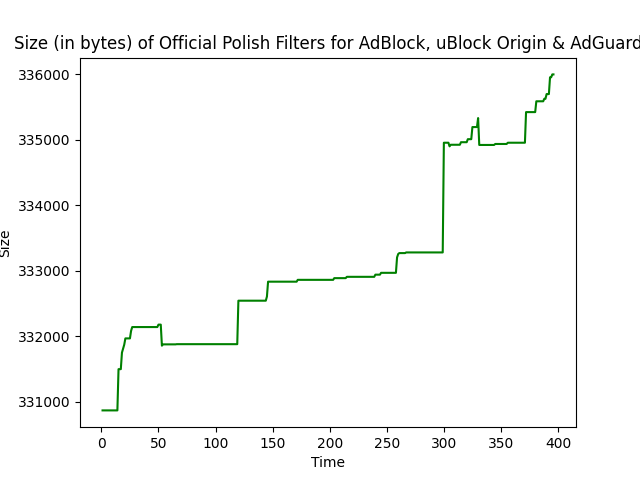 Size (in bytes) of Official Polish Filters for AdBlock, uBlock Origin & AdGuard
336000
335000
334000
333000
332000
331000
Size
0 50 100 150 200 250 300 350 400
Time